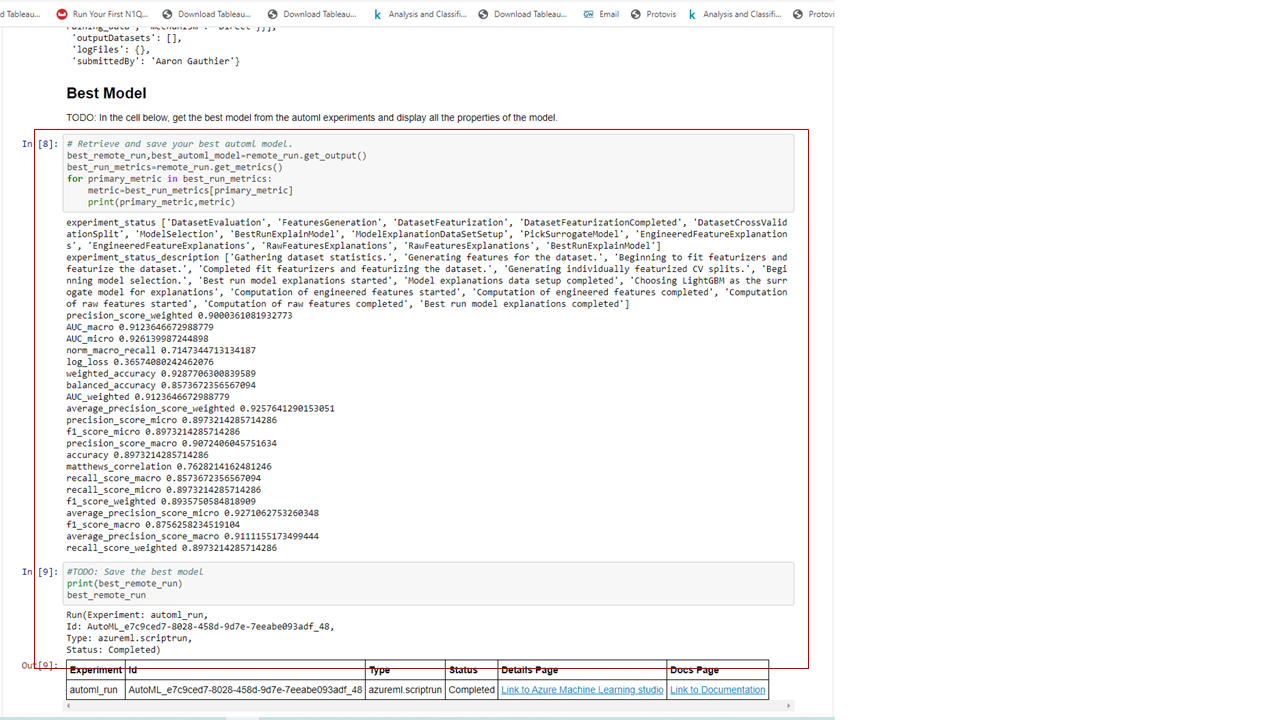 d Tableau...
Run Your First N1Q...
Download Tableau...
Download Tableau...
Analysis and Classifi...
Download Tableau...
Email
Protovis
Analysis and Classifi...
Protovi
'outputDatasets': [],
'logFiles': {},
'submittedBy': 'Aaron Gauthier'}
Best Model
TODO: In the cell below, get the best model from the automl experiments and display all the properties of the model.
In [8]:
# Retrieve and save your best automl model.
best_remote_run,best_automl_model=remote_run.get_output()
best_run_metrics=remote_run.get_metrics()
for primary_metric in best_run_metrics:
    metric=best_run_metrics[primary_metric]
    print(primary_metric,metric)
experiment_status ['DatasetEvaluation', 'FeaturesGeneration', 'DatasetFeaturization', 'DatasetFeaturizationCompleted', 'DatasetCrossValid
ationSplit', 'ModelSelection', 'BestRunExplainModel', 'ModelExplanationDataSetSetup', 'PickSurrogateModel', 'EngineeredFeatureExplanation
s', 'EngineeredFeatureExplanations', 'RawFeaturesExplanations', 'RawFeaturesExplanations', 'BestRunExplainModel']
experiment_status_description ['Gathering dataset statistics.', 'Generating features for the dataset.', 'Beginning to fit featurizers and
featurize the dataset.', 'Completed fit featurizers and featurizing the dataset.', 'Generating individually featurized CV splits.', 'Begi
nning model selection.', 'Best run model explanations started', 'Model explanations data setup completed', 'Choosing LightGBM as the surr
ogate model for explanations', 'Computation of engineered features started', 'Computation of engineered features completed', 'Computation
of raw features started', 'Computation of raw features completed', 'Best run model explanations completed']
precision_score_weighted 0.9000361081932773
AUC_macro 0.9123646672988779
AUC_micro 0.926139987244898
norm_macro_recall 0.7147344713134187
log_loss 0.36574080242462076
weighted_accuracy 0.9287706300839589
balanced_accuracy 0.8573672356567094
AUC_weighted 0.9123646672988779
average_precision_score_weighted 0.9257641290153051
precision_score_micro 0.8973214285714286
f1_score_micro 0.8973214285714286
precision_score_macro 0.9072406045751634
accuracy 0.8973214285714286
matthews_correlation 0.7628214162481246
recall_score_macro 0.8573672356567094
recall_score_micro 0.8973214285714286
f1_score_weighted 0.8935750584818909
average_precision_score_micro 0.9271062753260348
f1_score_macro 0.8756258234519104
average_precision_score_macro 0.9111155173499444
recall_score_weighted 0.8973214285714286
In [9]:
#TODO: Save the best model
print(best_remote_run)
best_remote_run
Run(Experiment: automl_run,
Id: AutoML_e7c9ced7-8028-458d-9d7e-7eeabe093adf_48,
Type: azureml.scriptrun,
Status: Completed)
Out[9]:
Experiment Id Type Status Details Page Docs Page
automl_run AutoML_e7c9ced7-8028-458d-9d7e-7eeabe093adf_48 azureml.scriptrun Completed Link to Azure Machine Learning studio Link to Documentation